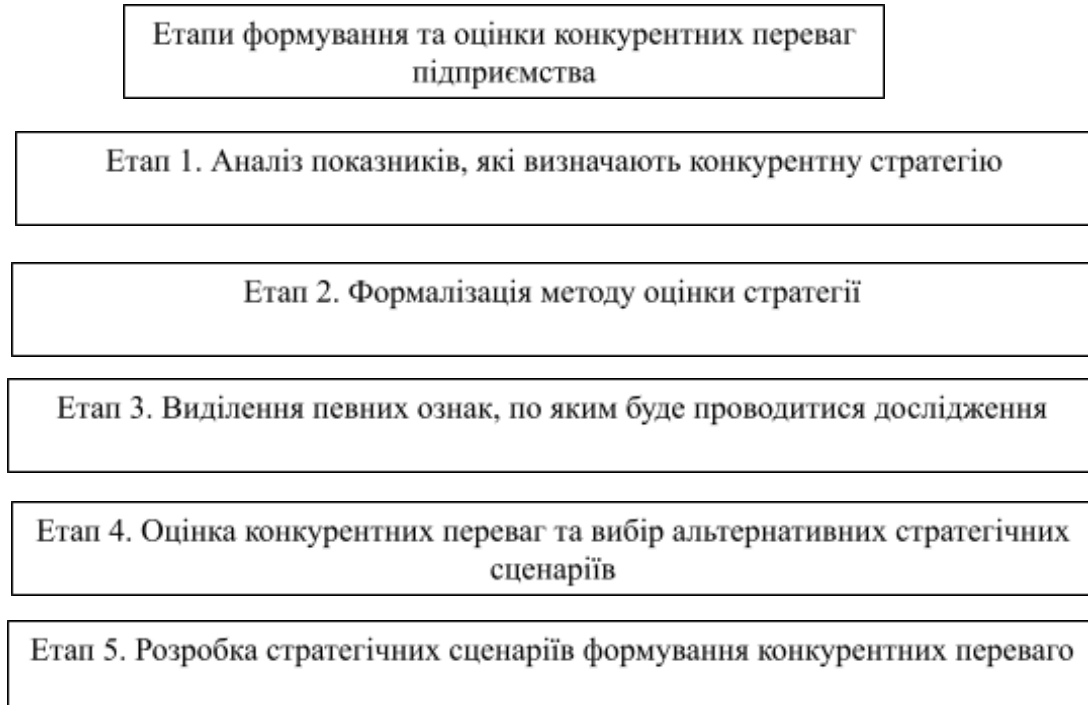 Етапи формування та оцінки конкурентних переваг
підприємства
Етап 1. Аналіз показників, які визначають конкурентну стратегію
Етап 2. Формалізація методу оцінки стратегії
Етап 3. Виділення певних ознак, по яким буде проводитися дослідження
Етап 4. Оцінка конкурентних переваг та вибір альтернативних стратегічних
сценаріїв
Етап 5. Розробка стратегічних сценаріїв формування конкурентних переваго